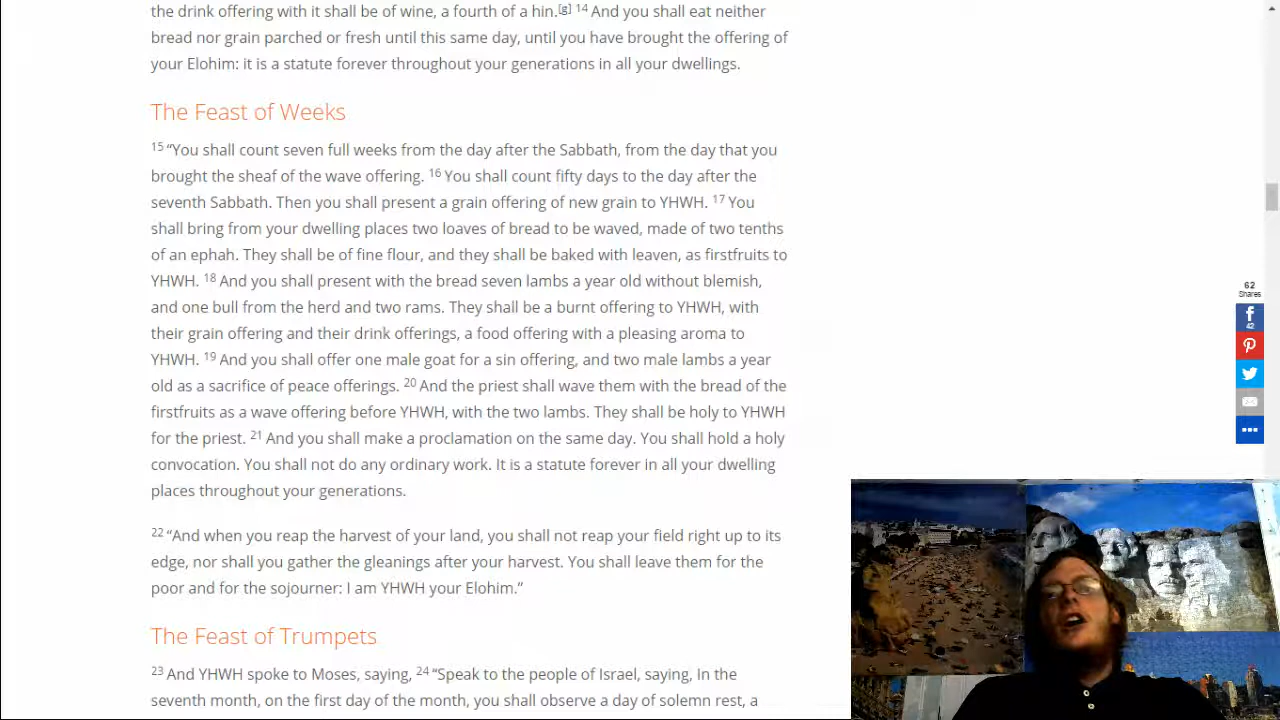 the drink offering with it shall be of wine, a fourth of a hin.[g] 14 And you shall eat neither
bread nor grain parched or fresh until this same day, until you have brought the offering of
your Elohim: it is a statute forever throughout your generations in all your dwellings.
The Feast of Weeks
15 “You shall count seven full weeks from the day after the Sabbath, from the day that you
brought the sheaf of the wave offering. 16 You shall count fifty days to the day after the
seventh Sabbath. Then you shall present a grain offering of new grain to YHWH. 17 You
shall bring from your dwelling places two loaves of bread to be waved, made of two tenths
of an ephah. They shall be of fine flour, and they shall be baked with leaven, as firstfruits to
YHWH. 18 And you shall present with the bread seven lambs a year old without blemish,
and one bull from the herd and two rams. They shall be a burnt offering to YHWH, with
their grain offering and their drink offerings, a food offering with a pleasing aroma to
YHWH. 19 And you shall offer one male goat for a sin offering, and two male lambs a year
old as a sacrifice of peace offerings. 20 And the priest shall wave them with the bread of the
firstfruits as a wave offering before YHWH, with the two lambs. They shall be holy to YHWH
for the priest. 21 And you shall make a proclamation on the same day. You shall hold a holy
convocation. You shall not do any ordinary work. It is a statute forever in all your dwelling
places throughout your generations.
22 “And when you reap the harvest of your land, you shall not reap your field right up to its
edge, nor shall you gather the gleanings after your harvest. You shall leave them for the
poor and for the sojourner: I am YHWH your Elohim.”
The Feast of Trumpets
23 And YHWH spoke to Moses, saying, 24 “Speak to the people of Israel, saying, In the
seventh month, on the first day of the month, you shall observe a day of solemn rest, a
62
Shares
42